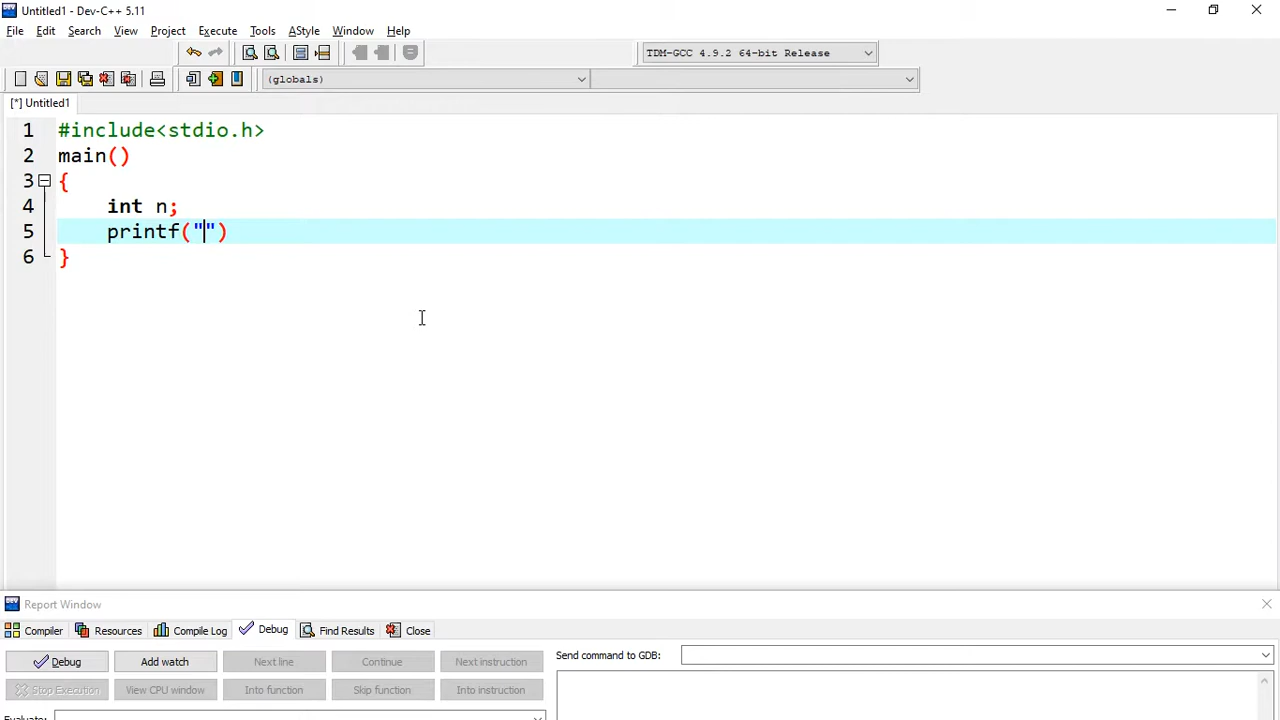 Untitled1 - Dev-C++ 5.11
File Edit Search View Project Execute Tools AStyle Window Help
TDM-GCC 4.9.2 64-bit Release
(globals)
[*] Untitled1
1 #include<stdio.h>
2 main()
3 {
4 int n;
5 printf("")
6 }
Report Window
Compiler Resources Compile Log Debug Find Results Close
Debug Add watch Next line Continue Next instruction Send command to GDB:
Stop Execution View CPU window Into function Skip function Into instruction